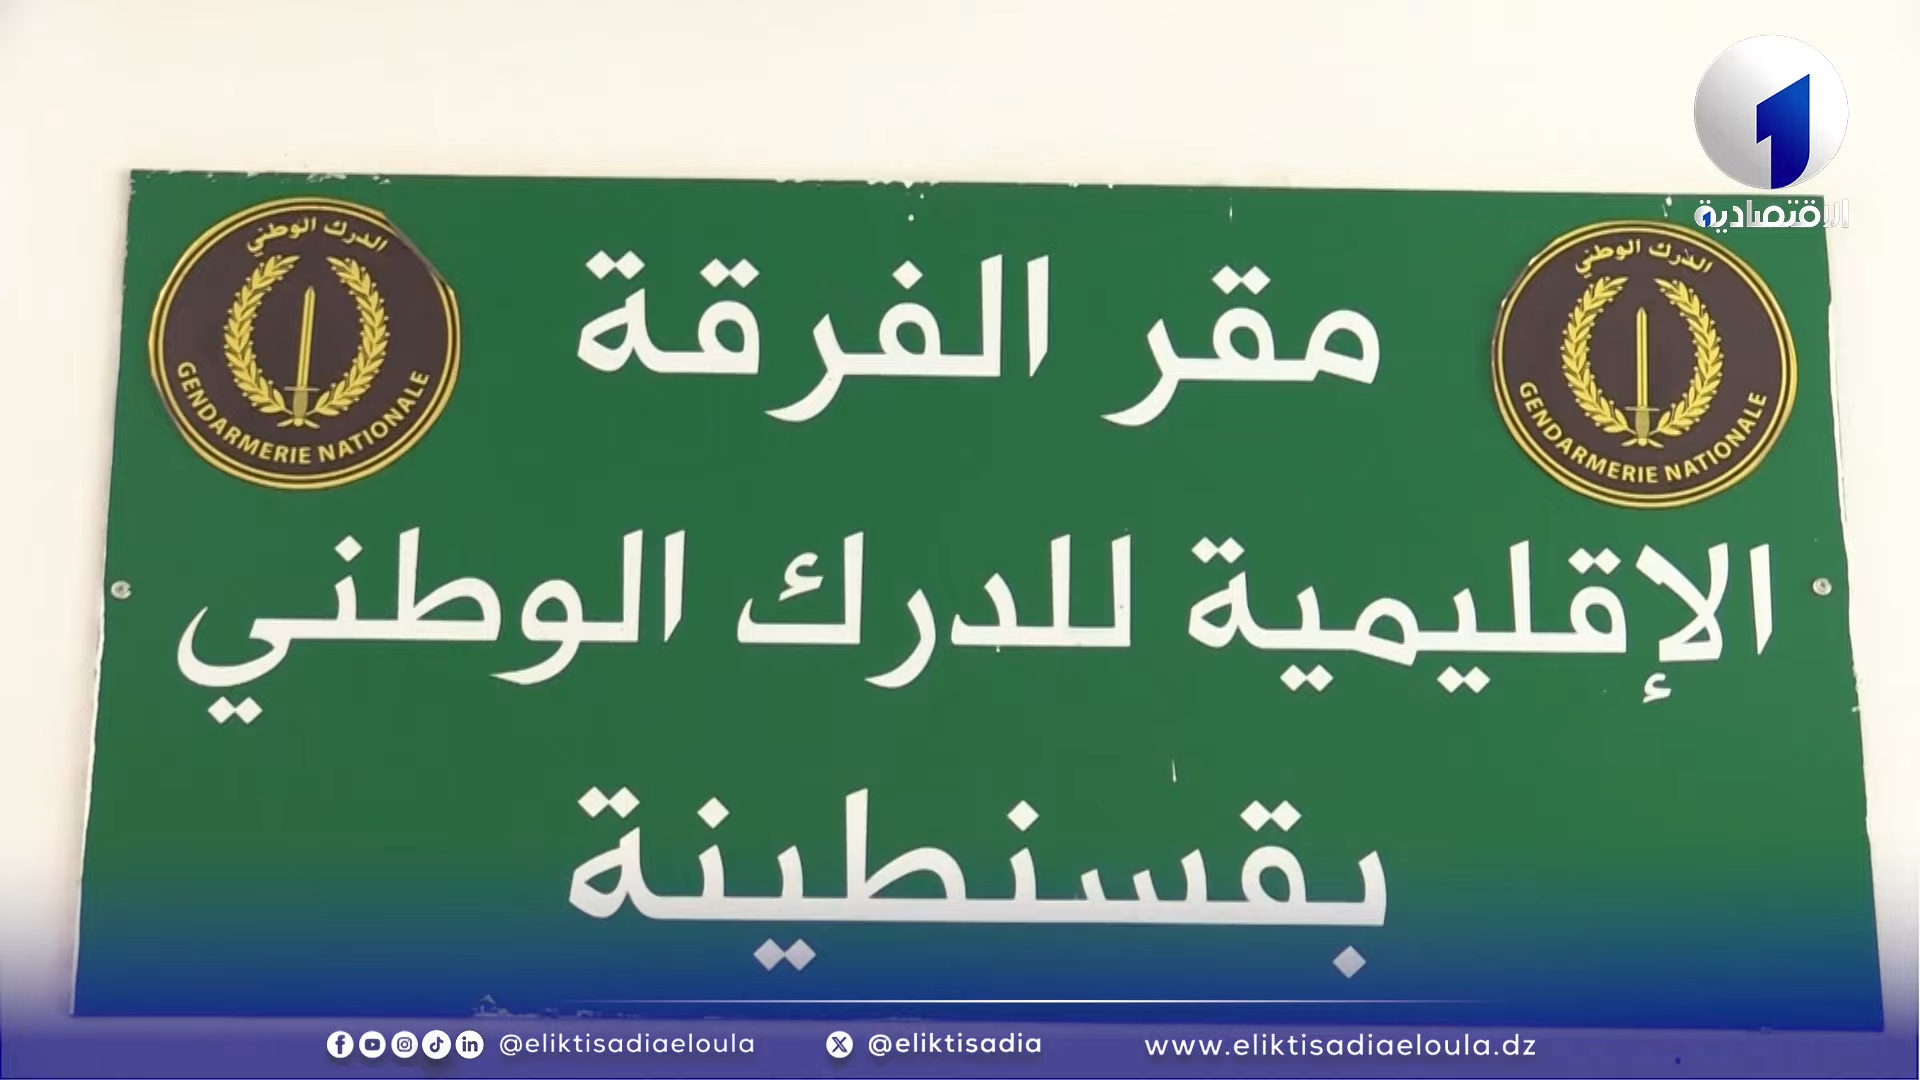 الاقتصادية
الدرك الوطني
GENDARMERIE NATIONALE
الدرك الوطني
GENDARMERIE NATIONALE
مقر الفرقة
الإقليمية للدرك الوطني
بقسنطينة
@eliktisadiaeloula @eliktisadia www.eliktisadiaeloula.dz